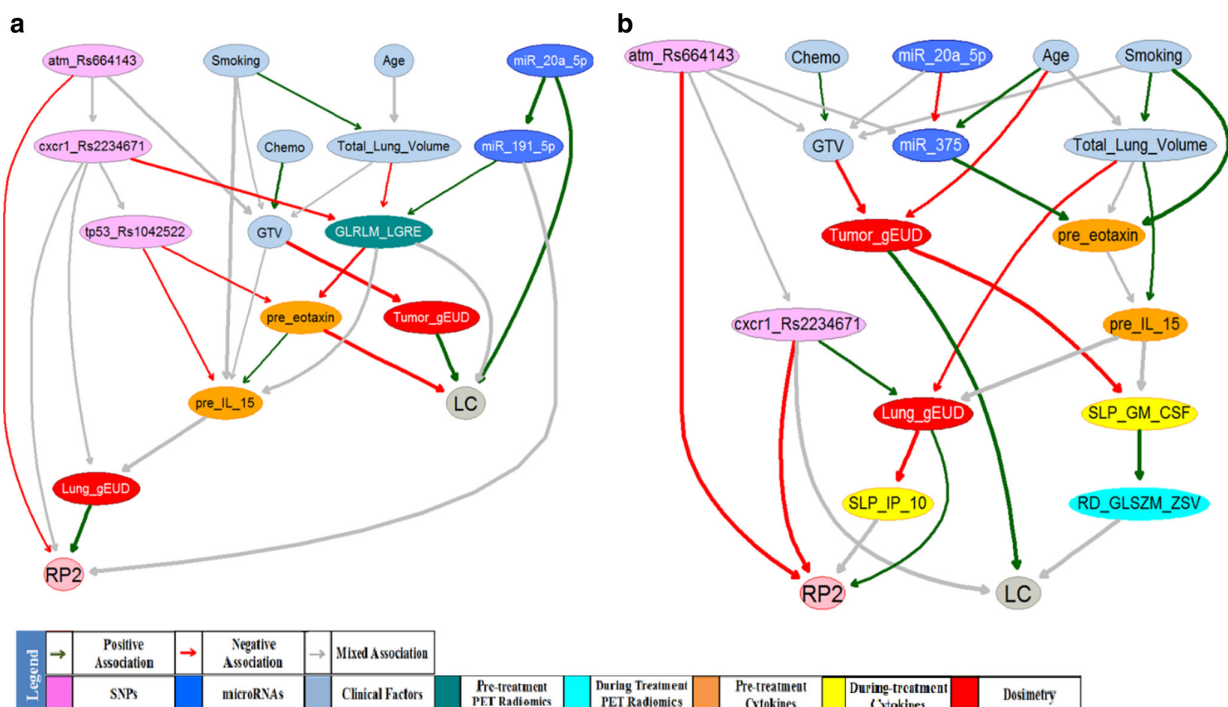 a
b
atm_Rs664143
Smoking
Age
miR_20a_5p
cxcr1_Rs2234671
Chemo
Total_Lung_Volume
miR_191_5p
tp53_Rs1042522
GTV
GLRLM_LGRE
pre_eotaxin
Tumor_gEUD
pre_IL_15
LC
Lung_gEUD
RP2
atm_Rs664143
Chemo
miR_20a_5p
Age
Smoking
GTV
miR_375
Total_Lung_Volume
Tumor_gEUD
pre_eotaxin
cxcr1_Rs2234671
pre_IL_15
Lung_gEUD
SLP_GM_CSF
SLP_IP_10
RD_GLSZM_ZSV
RP2
LC
Legend
Positive
Association
Negative
Association
Mixed Association
SNPs
microRNAs
Clinical Factors
Pre-treatment
PET Radiomics
During Treatment
PET Radiomics
Pre-treatment
Cytokines
During-treatment
Cytokines
Dosimetry